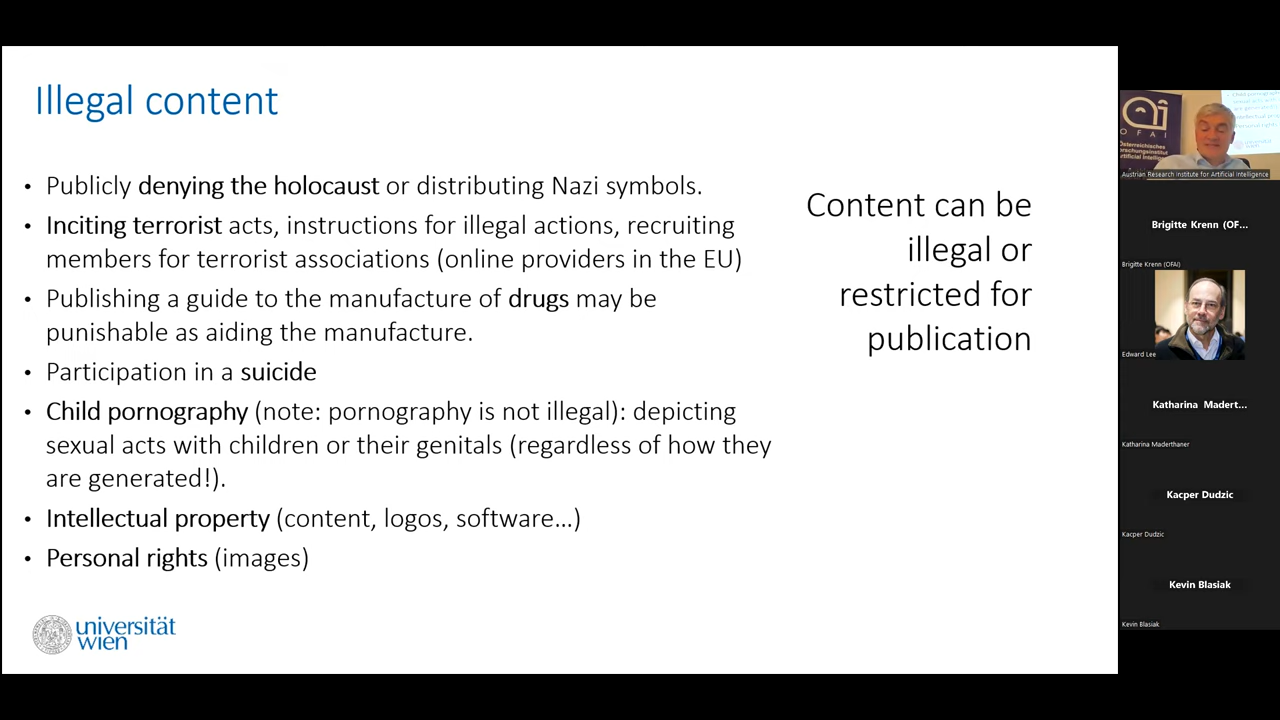 Illegal content
• Publicly denying the holocaust or distributing Nazi symbols.
• Inciting terrorist acts, instructions for illegal actions, recruiting
members for terrorist associations (online providers in the EU)
• Publishing a guide to the manufacture of drugs may be
punishable as aiding the manufacture.
• Participation in a suicide
• Child pornography (note: pornography is not illegal): depicting
sexual acts with children or their genitals (regardless of how they
are generated!).
• Intellectual property (content, logos, software...)
• Personal rights (images)
Content can be
illegal or
restricted for
publication
universität
wien
OFAI
Österreichisches
Austrian Research Institute for Artificial Intelligence
Brigitte Krenn (OF...
Brigitte Krenn (OFAI)
Edward Lee
Katharina Madert...
Katharina Maderthaner
Kacper Dudzic
Kacper Dudzic
Kevin Blasiak
Kevin Blasiak